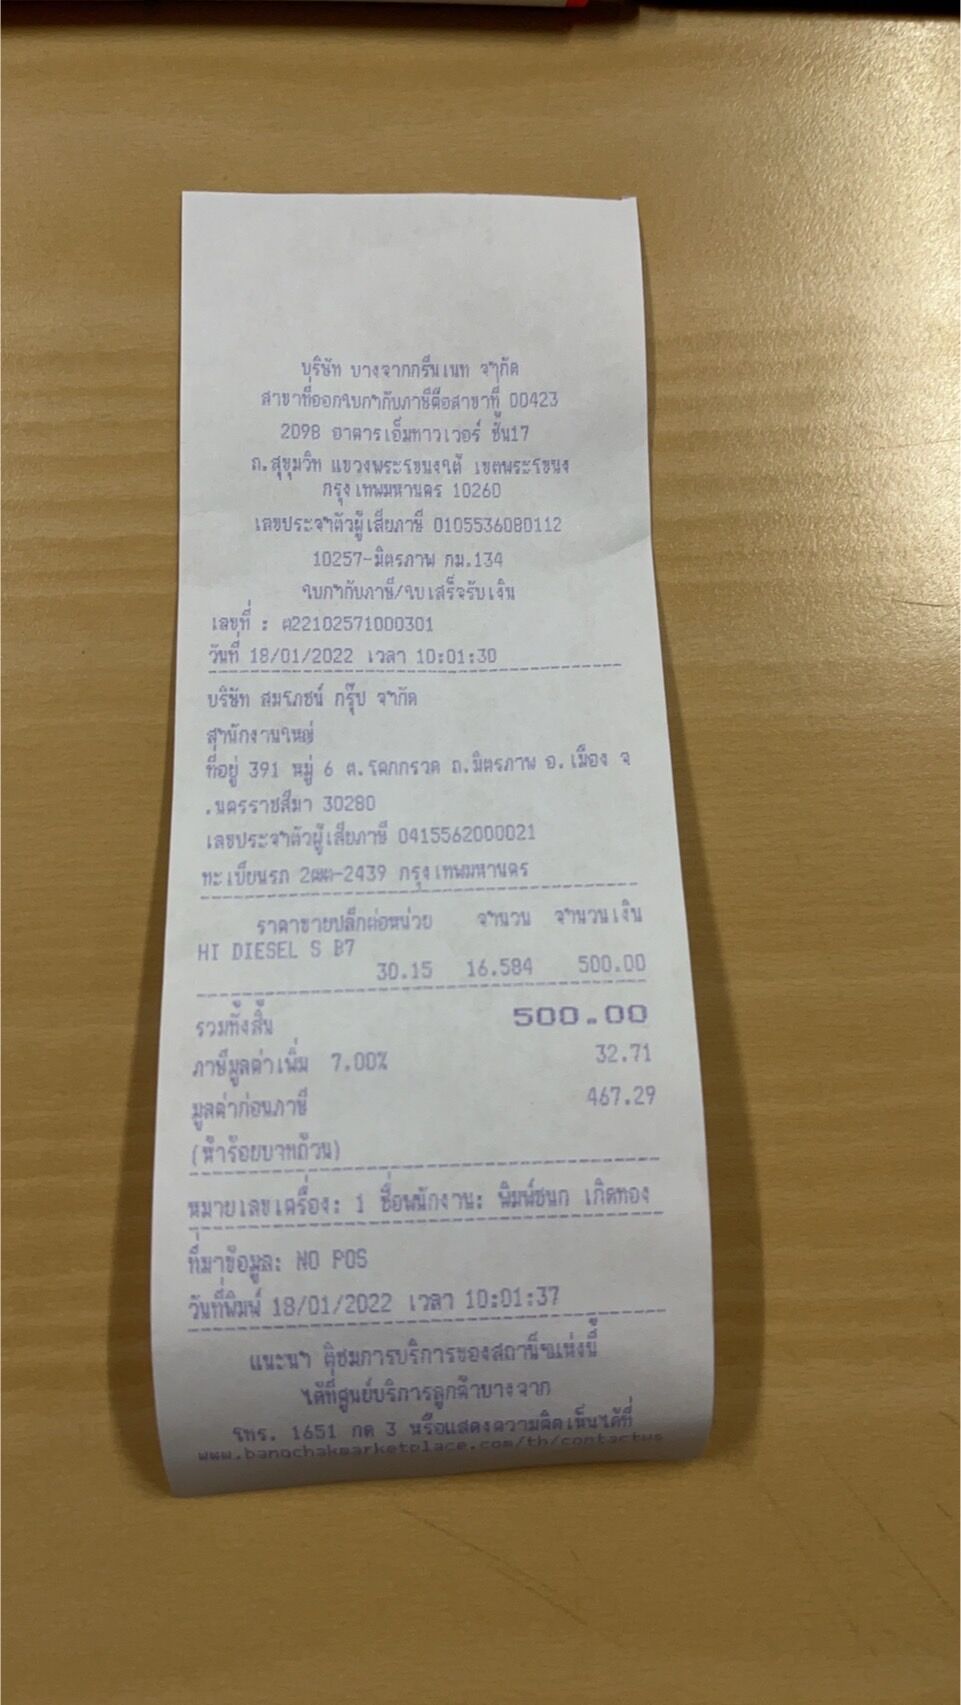 บริษัท บางจากกรีนเนท จำกัด
สาขาที่ออกใบกำกับภาษีคือสาขาที่ 00423
2098 อาคารเอ็มทาวเวอร์ ชั้น17
ถ.สุขุมวิท แขวงพระโขนงใต้ เขตพระโขนง
กรุงเทพมหานคร 10260
เลขประจำตัวผู้เสียภาษี 0105536080112
10257-มิตรภาพ กม.134
ใบกำกับภาษี/ใบเสร็จรับเงิน
เลขที่ : ต22102571000301
วันที่ 18/01/2022 เวลา 10:01:30
บริษัท สมโภชน์ กรุ๊ป จำกัด
สำนักงานใหญ่
ที่อยู่ 391 หมู่ 6 ต.โคกกรวด ถ.มิตรภาพ อ.เมือง จ
.นครราชสีมา 30280
เลขประจำตัวผู้เสียภาษี 0415562000021
ทะเบียนรถ 2ฒฅ-2439 กรุงเทพมหานคร
ราคาขายปลีกต่อหน่วย จำนวน จำนวนเงิน
HI DIESEL S B7
30.15 16.584 500.00
รวมทั้งสิ้น 500.00
ภาษีมูลค่าเพิ่ม 7.00% 32.71
มูลค่าก่อนภาษี 467.29
(ห้าร้อยบาทถ้วน)
หมายเลขเครื่อง: 1 ชื่อพนักงาน: พิมพ์ชนก เกิดทอง
ที่มาข้อมูล: NO POS
วันที่พิมพ์ 18/01/2022 เวลา 10:01:37
แนะนำ ติชมการบริการของสถานีฯแห่งนี้
ได้ที่ศูนย์บริการลูกค้าบางจาก
โทร. 1651 กด 3 หรือแสดงความคิดเห็นได้ที่
www.bangchakmarketplace.com/th/contactus